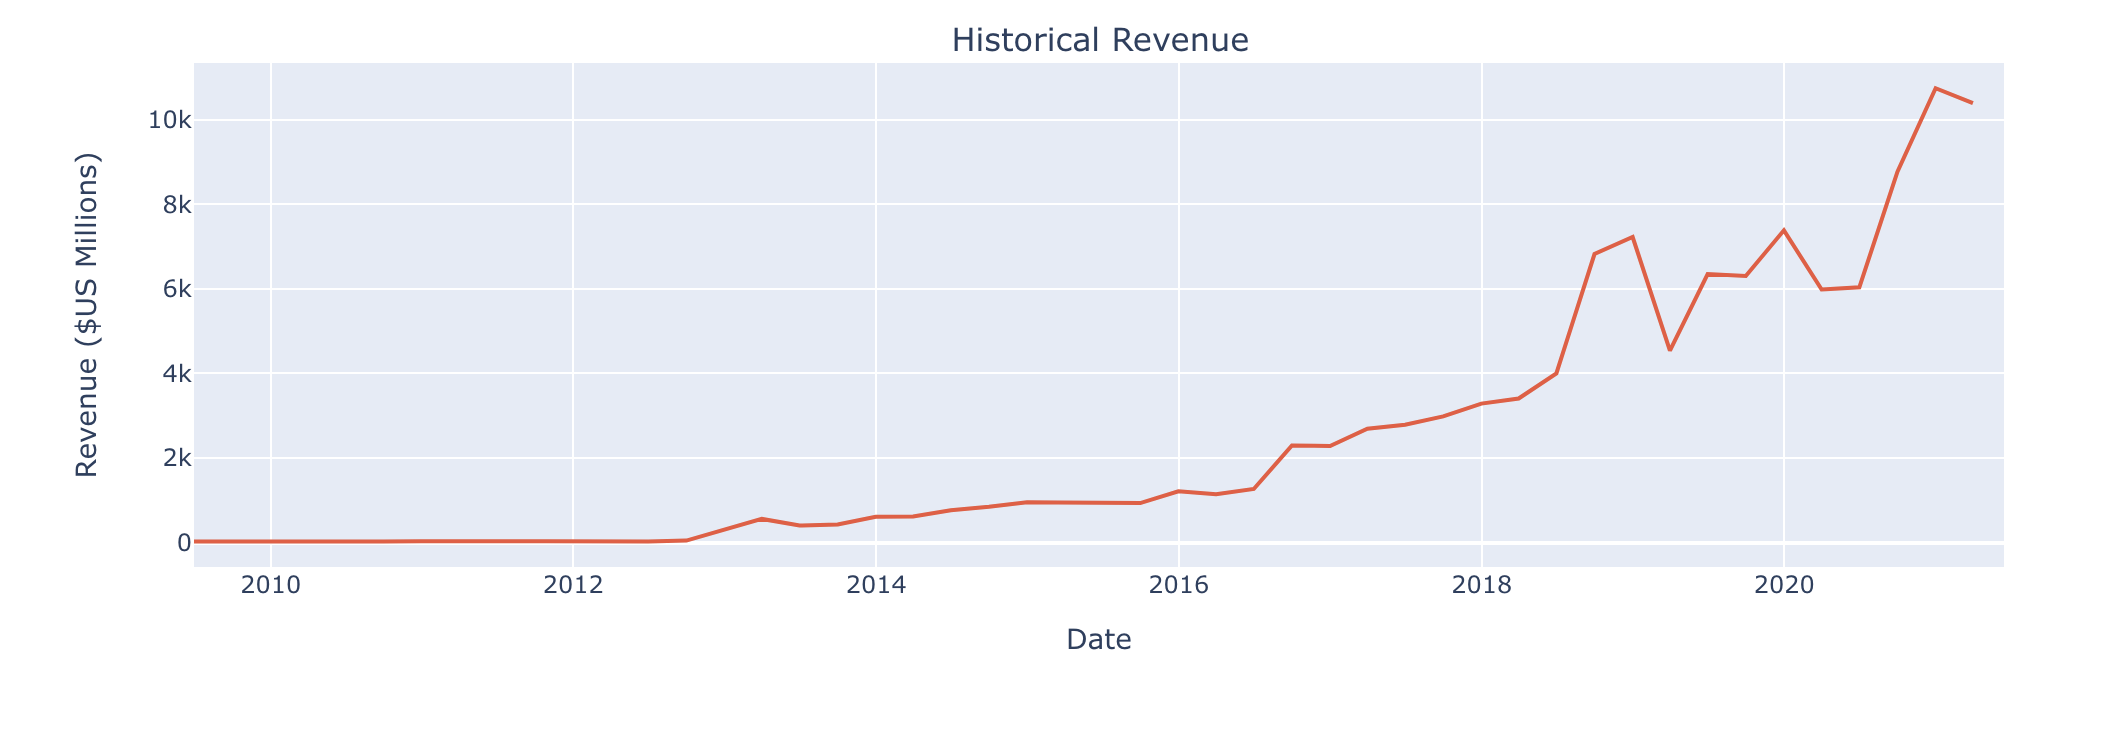 Historical Revenue
10k
8k
6k
4k
2k
0
Revenue ($US Millions)
2010 2012 2014 2016 2018 2020
Date